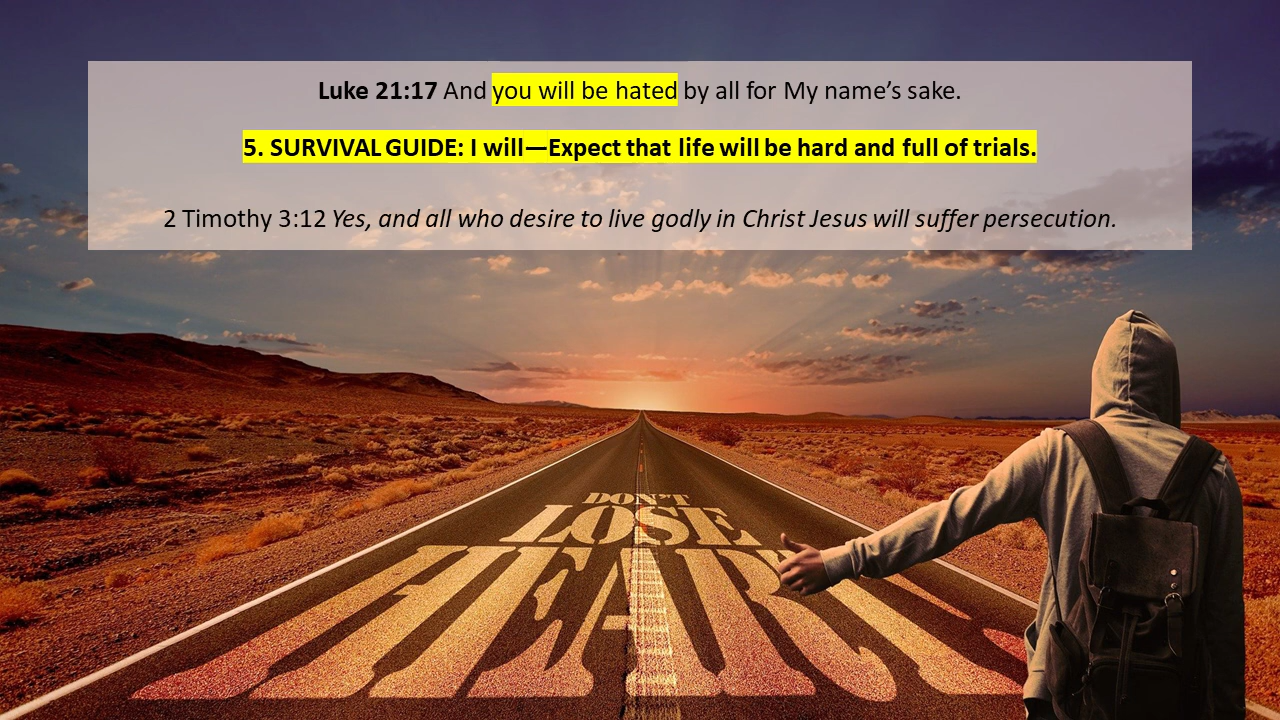 Luke 21:17 And you will be hated by all for My name’s sake.
5. SURVIVAL GUIDE: I will—Expect that life will be hard and full of trials.
2 Timothy 3:12 Yes, and all who desire to live godly in Christ Jesus will suffer persecution.
DON'T
LOSE
HEART!